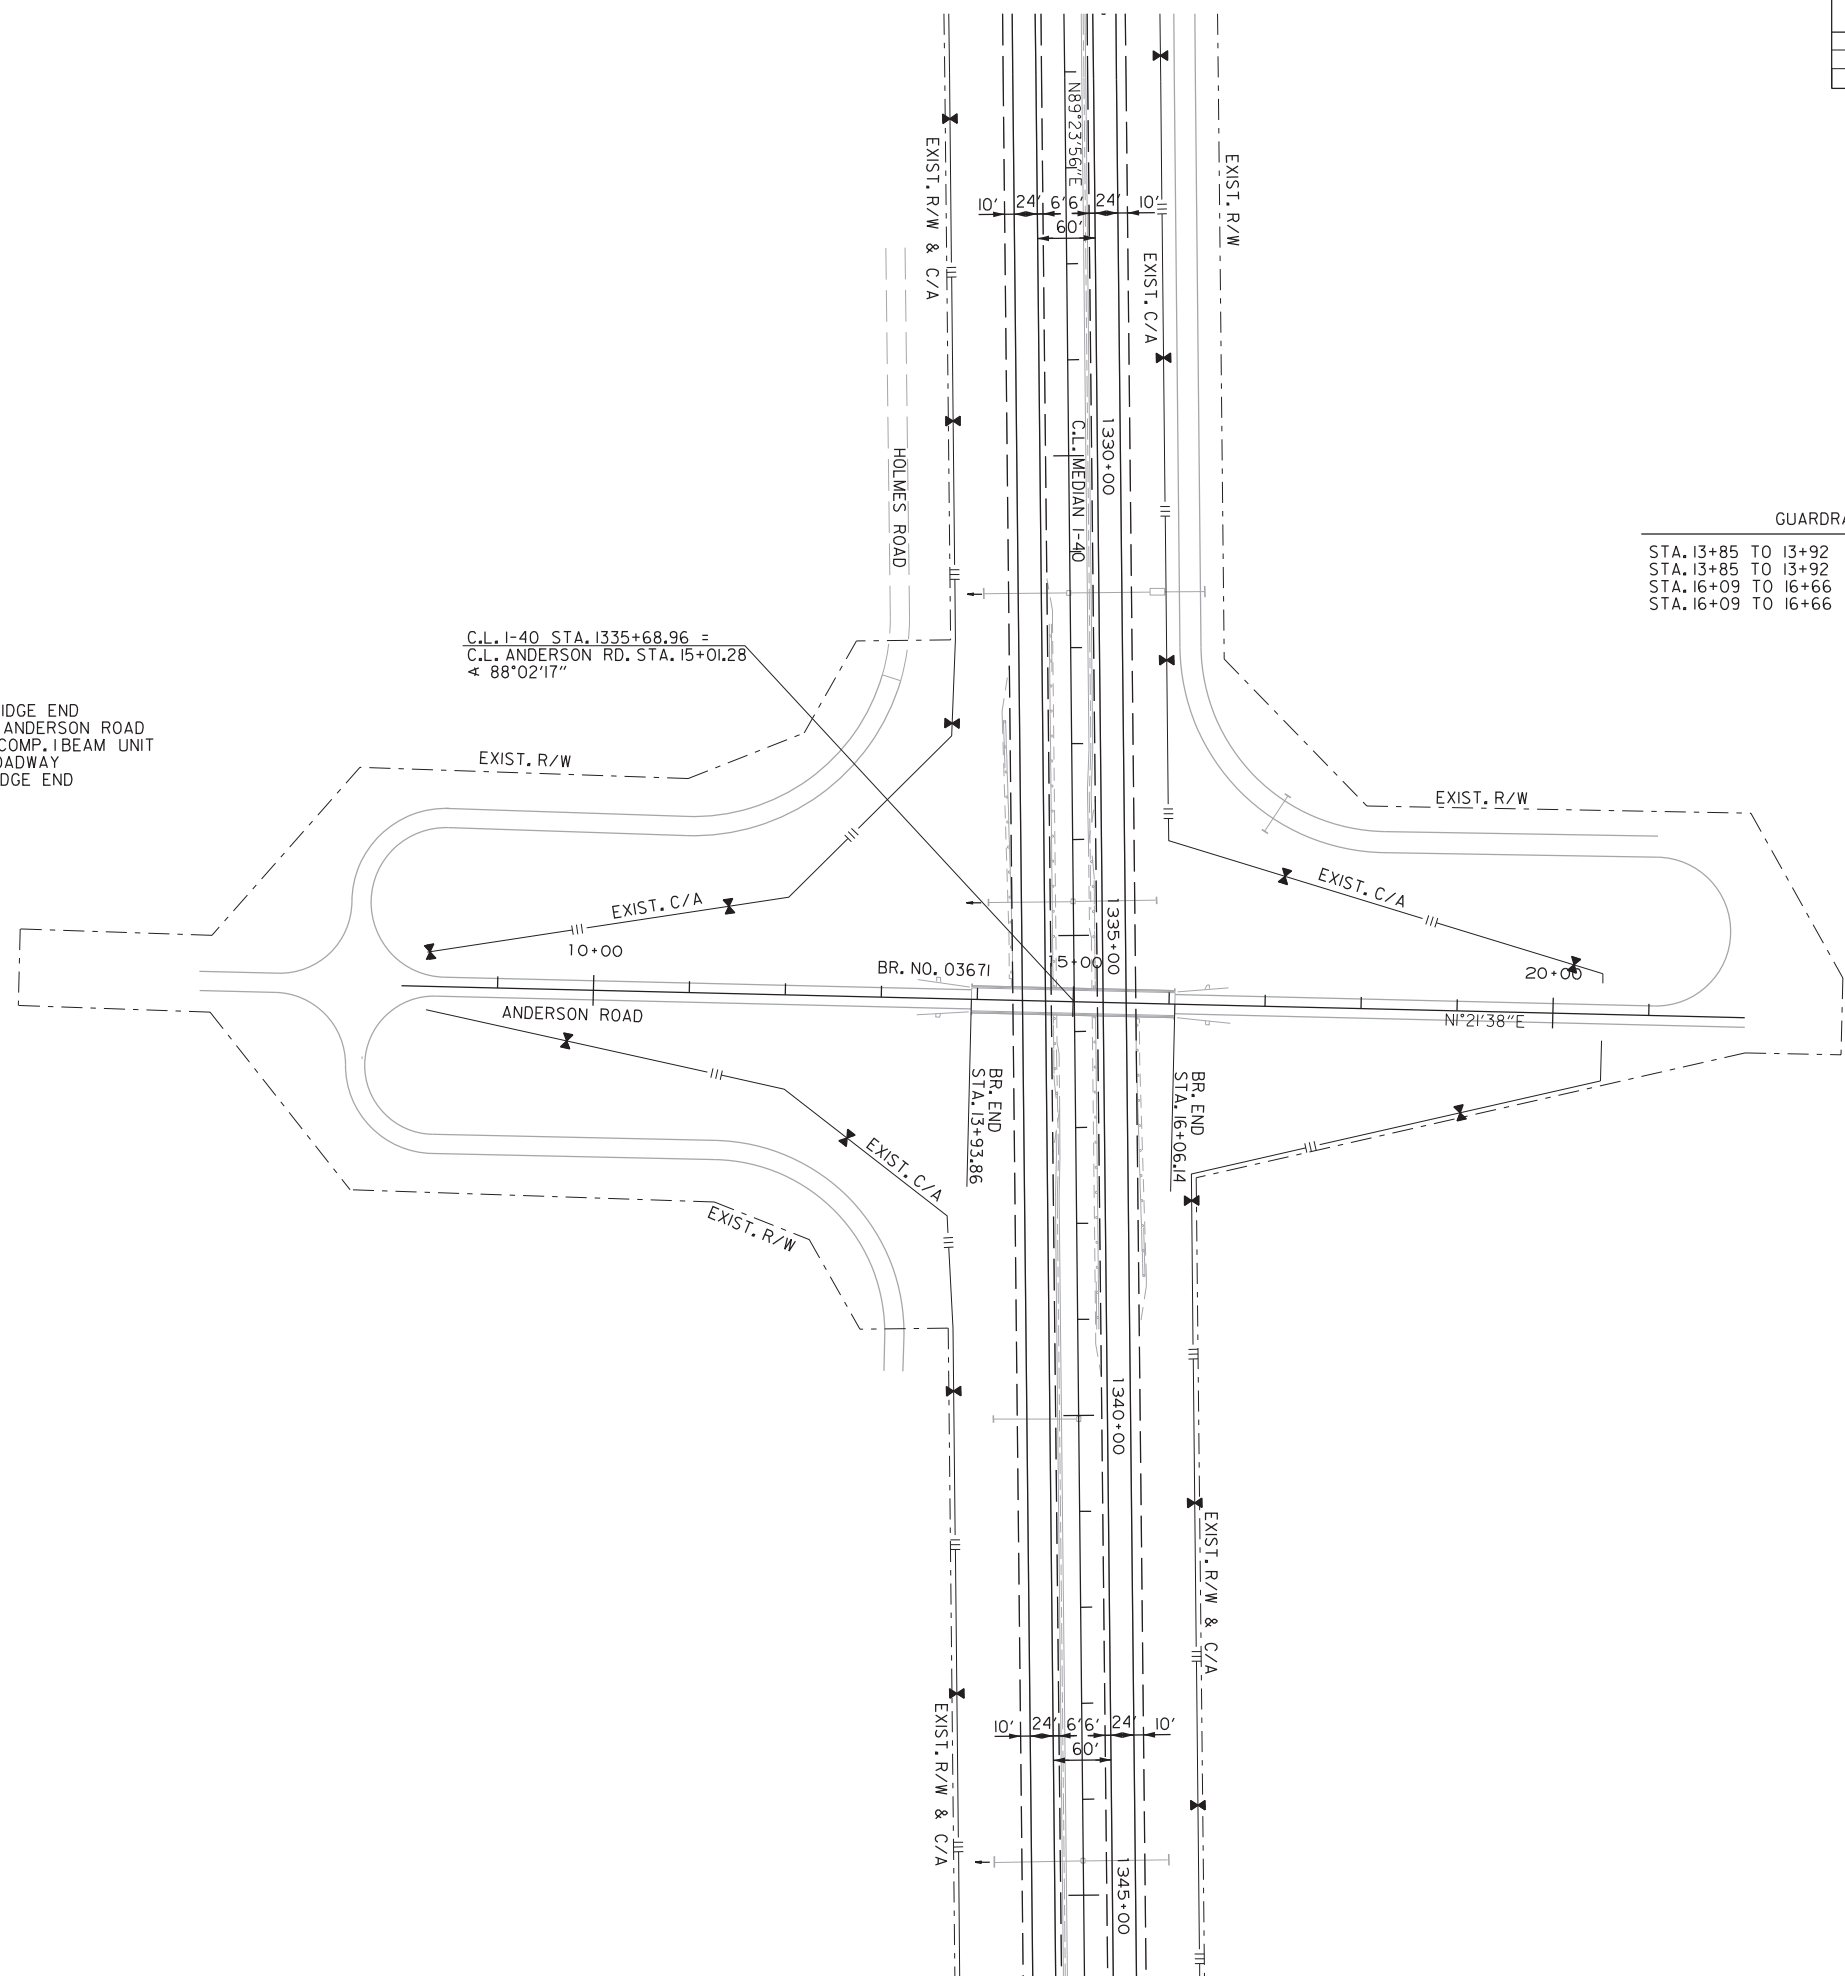 N89°23'56"E
EXIST. R/W & C/A
EXIST. R/W
10' 24' 6' 6' 24' 10'
60'
EXIST. C/A
1330+00
C.L. MEDIAN I-40
HOLMES ROAD
GUARDRA
STA. 13+85 TO 13+92
STA. 13+85 TO 13+92
STA. 16+09 TO 16+66
STA. 16+09 TO 16+66
C.L. I-40 STA. 1335+68.96 =
C.L. ANDERSON RD. STA. 15+01.28
∢ 88°02'17"
IDGE END
ANDERSON ROAD
COMP. I BEAM UNIT
OADWAY
DGE END
EXIST. R/W
EXIST. R/W
EXIST. C/A
EXIST. C/A
1335+00
10+00
BR. NO. 03671
15+00
20+00
ANDERSON ROAD
N1°21'38"E
BR. END
STA. 13+93.86
BR. END
STA. 16+06.14
EXIST. C/A
EXIST. R/W
1340+00
EXIST. R/W & C/A
EXIST. R/W & C/A
10' 24' 6' 6' 24' 10'
60'
1345+00